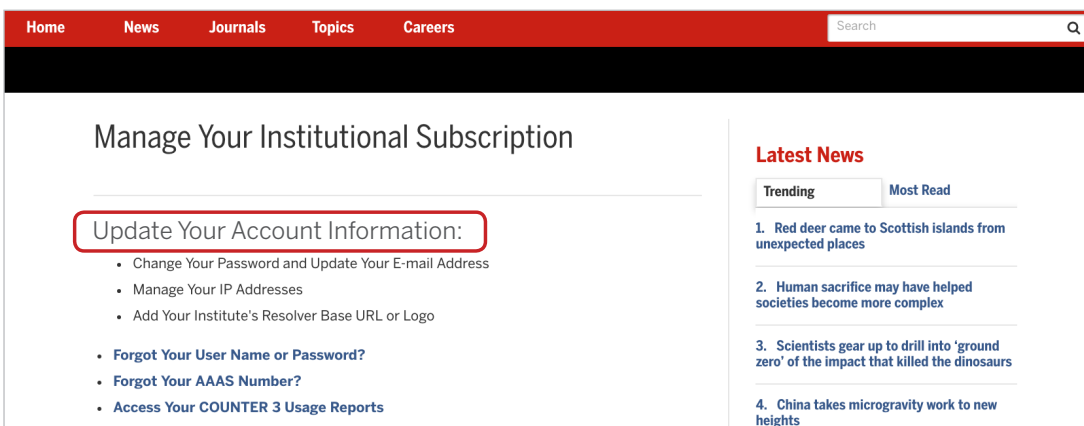 Home News Journals Topics Careers Search
Manage Your Institutional Subscription
Update Your Account Information:
• Change Your Password and Update Your E-mail Address
• Manage Your IP Addresses
• Add Your Institute's Resolver Base URL or Logo
• Forgot Your User Name or Password?
• Forgot Your AAAS Number?
• Access Your COUNTER 3 Usage Reports
Latest News
Trending Most Read
1. Red deer came to Scottish islands from
unexpected places
2. Human sacrifice may have helped
societies become more complex
3. Scientists gear up to drill into ‘ground
zero’ of the impact that killed the dinosaurs
4. China takes microgravity work to new
heights